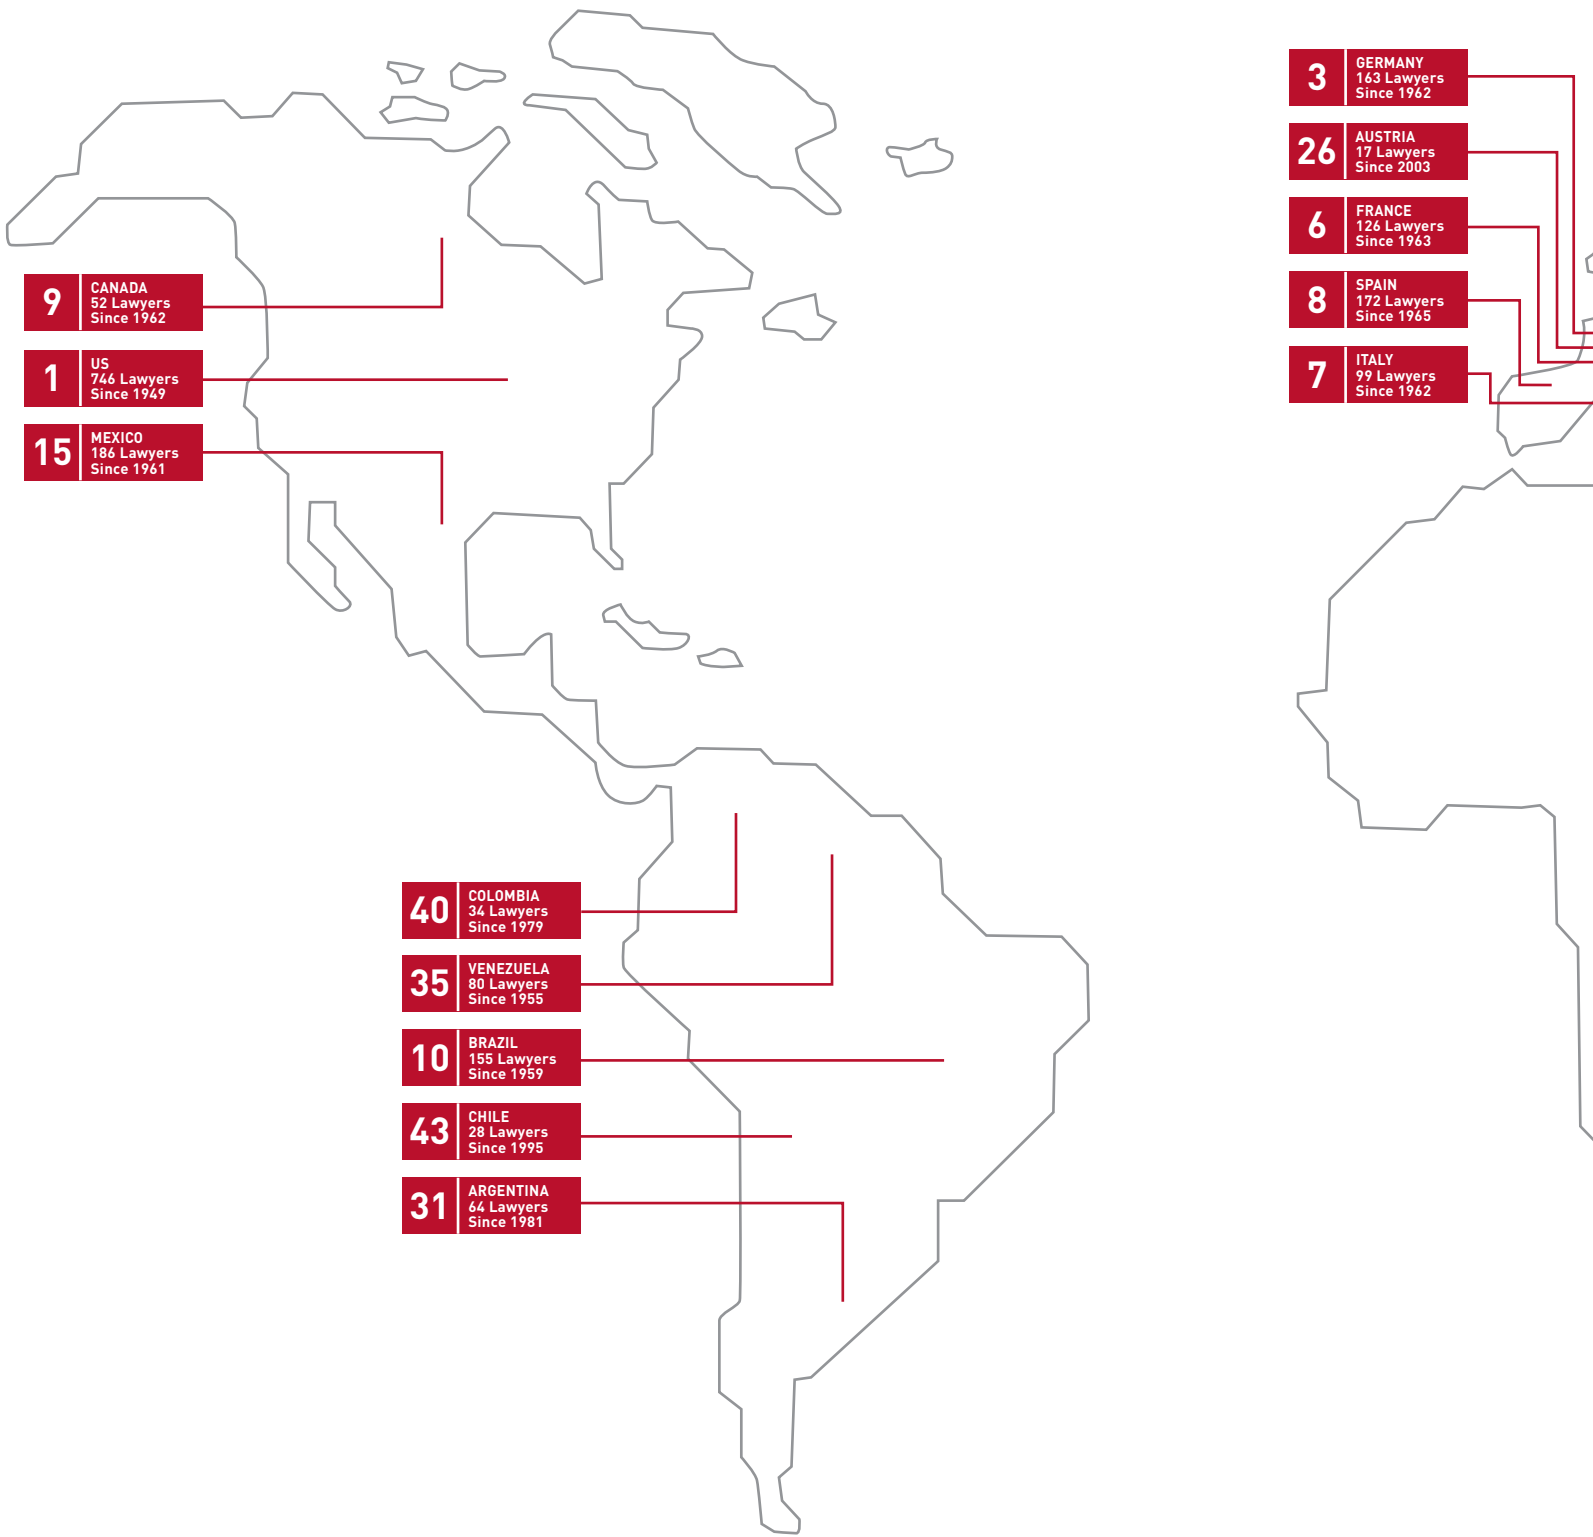 9
CANADA
52 Lawyers
Since 1962
1
US
746 Lawyers
Since 1949
15
MEXICO
186 Lawyers
Since 1961
40
COLOMBIA
34 Lawyers
Since 1979
35
VENEZUELA
80 Lawyers
Since 1955
10
BRAZIL
155 Lawyers
Since 1959
43
CHILE
28 Lawyers
Since 1995
31
ARGENTINA
64 Lawyers
Since 1981
3
GERMANY
163 Lawyers
Since 1962
26
AUSTRIA
17 Lawyers
Since 2003
6
FRANCE
126 Lawyers
Since 1963
8
SPAIN
172 Lawyers
Since 1965
7
ITALY
99 Lawyers
Since 1962